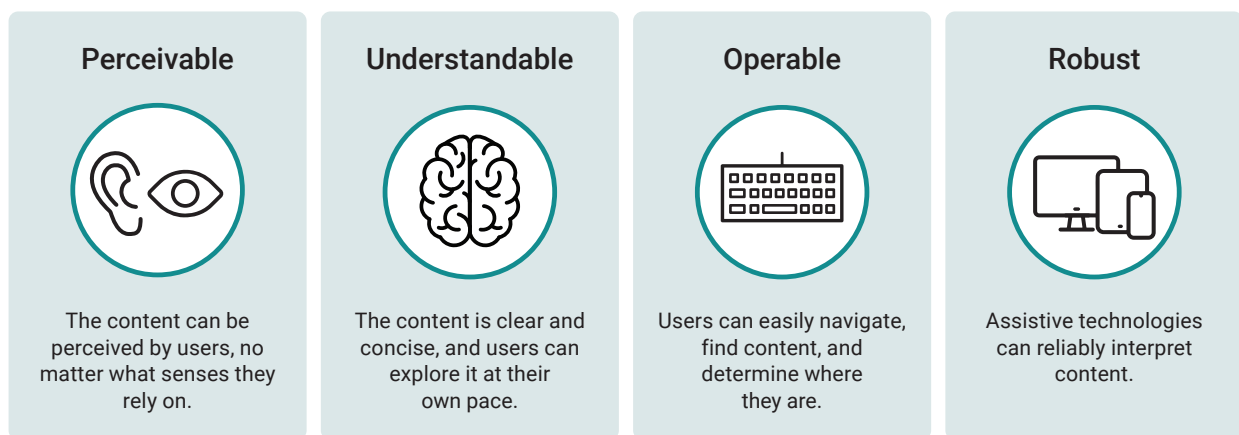 Perceivable
The content can be
perceived by users, no
matter what senses they
rely on.
Understandable
The content is clear and
concise, and users can
explore it at their
own pace.
Operable
Users can easily navigate,
find content, and
determine where
they are.
Robust
Assistive technologies
can reliably interpret
content.